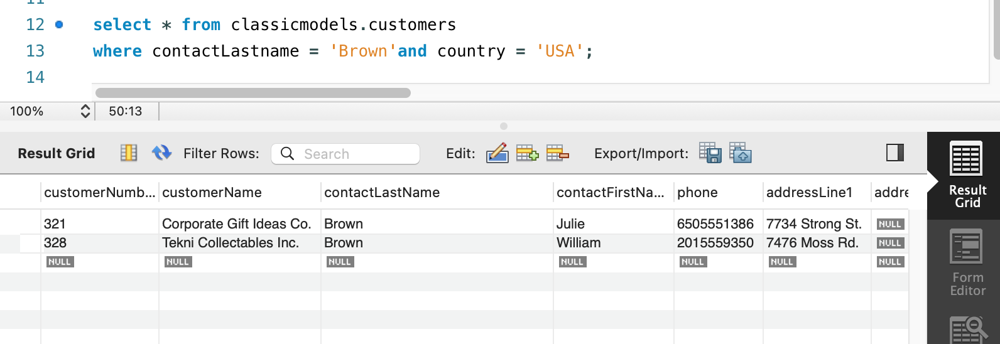 11
12 select * from classicmodels.customers
13 where contactLastname = 'Brown'and country = 'USA';
14
100% 50:13
Result Grid Filter Rows: Search Edit: Export/Import:
customerNumb... customerName contactLastName contactFirstNa... phone addressLine1 addre
321 Corporate Gift Ideas Co. Brown Julie 6505551386 7734 Strong St. NULL
328 Tekni Collectables Inc. Brown William 2015559350 7476 Moss Rd. NULL
NULL NULL NULL NULL NULL NULL NULL
Result
Grid
Form
Editor